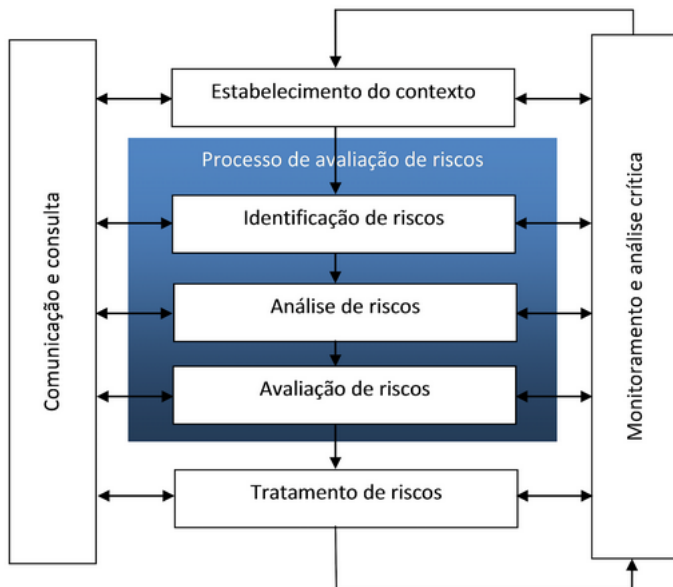 Estabelecimento do contexto
Processo de avaliação de riscos
Identificação de riscos
Análise de riscos
Avaliação de riscos
Tratamento de riscos
Comunicação e consulta
Monitoramento e análise crítica